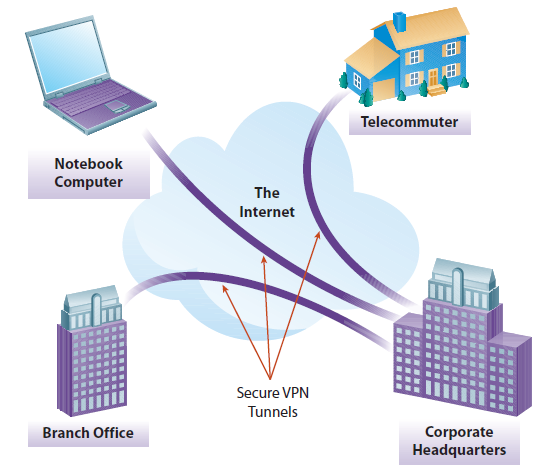 Telecommuter
Notebook
Computer
The
Internet
Secure VPN
Tunnels
Branch Office
Corporate
Headquarters